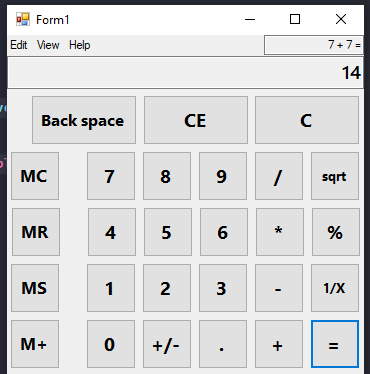 Form1
Edit View Help 7 + 7 =
14
Back space CE C
MC 7 8 9 / sqrt
MR 4 5 6 * %
MS 1 2 3 - 1/X
M+ 0 +/- . + =